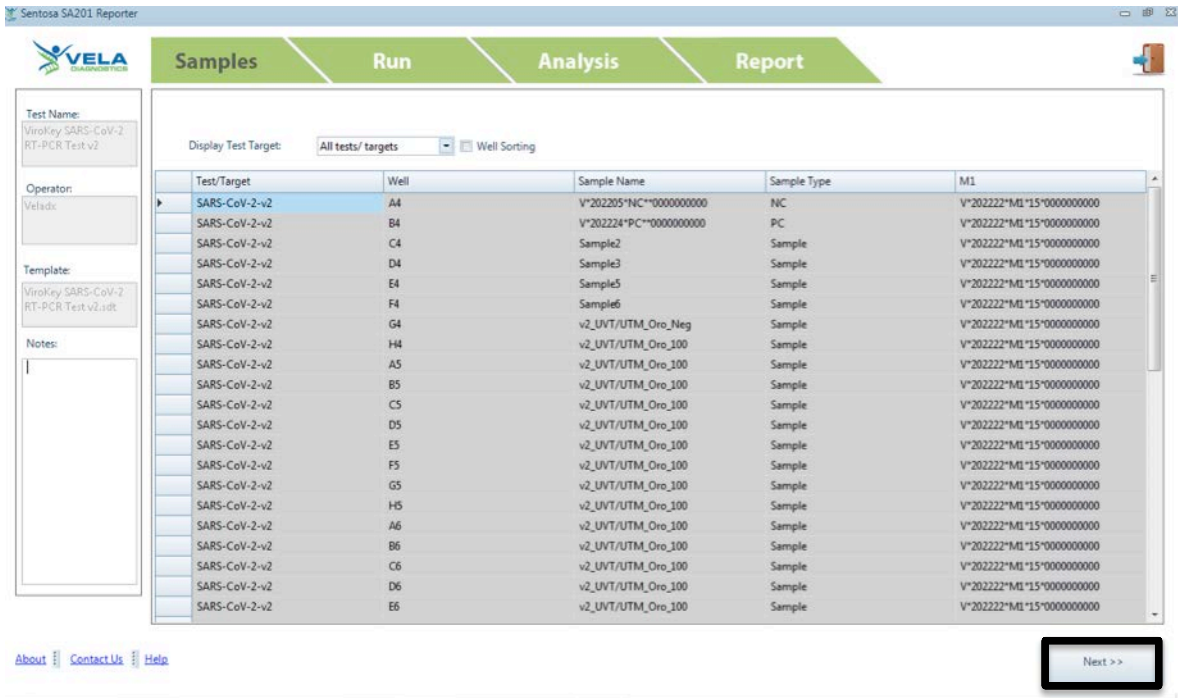 Sentosa SA201 Reporter
VELA
DIAGNOSTICS
Samples Run Analysis Report
Test Name:
ViroKey SARS-CoV-2
RT-PCR Test v2
Operator:
Veladx
Template:
ViroKey SARS-CoV-2
RT-PCR Test v2.sdt
Notes:
Display Test Target: All tests/ targets Well Sorting
Test/Target Well Sample Name Sample Type M1
SARS-CoV-2-v2 A4 V*202205*NC**0000000000 NC V*202222*M1*15*0000000000
SARS-CoV-2-v2 B4 V*202224*PC**0000000000 PC V*202222*M1*15*0000000000
SARS-CoV-2-v2 C4 Sample2 Sample V*202222*M1*15*0000000000
SARS-CoV-2-v2 D4 Sample3 Sample V*202222*M1*15*0000000000
SARS-CoV-2-v2 E4 Sample5 Sample V*202222*M1*15*0000000000
SARS-CoV-2-v2 F4 Sample6 Sample V*202222*M1*15*0000000000
SARS-CoV-2-v2 G4 v2_UVT/UTM_Oro_Neg Sample V*202222*M1*15*0000000000
SARS-CoV-2-v2 H4 v2_UVT/UTM_Oro_100 Sample V*202222*M1*15*0000000000
SARS-CoV-2-v2 A5 v2_UVT/UTM_Oro_100 Sample V*202222*M1*15*0000000000
SARS-CoV-2-v2 B5 v2_UVT/UTM_Oro_100 Sample V*202222*M1*15*0000000000
SARS-CoV-2-v2 C5 v2_UVT/UTM_Oro_100 Sample V*202222*M1*15*0000000000
SARS-CoV-2-v2 D5 v2_UVT/UTM_Oro_100 Sample V*202222*M1*15*0000000000
SARS-CoV-2-v2 E5 v2_UVT/UTM_Oro_100 Sample V*202222*M1*15*0000000000
SARS-CoV-2-v2 F5 v2_UVT/UTM_Oro_100 Sample V*202222*M1*15*0000000000
SARS-CoV-2-v2 G5 v2_UVT/UTM_Oro_100 Sample V*202222*M1*15*0000000000
SARS-CoV-2-v2 H5 v2_UVT/UTM_Oro_100 Sample V*202222*M1*15*0000000000
SARS-CoV-2-v2 A6 v2_UVT/UTM_Oro_100 Sample V*202222*M1*15*0000000000
SARS-CoV-2-v2 B6 v2_UVT/UTM_Oro_100 Sample V*202222*M1*15*0000000000
SARS-CoV-2-v2 C6 v2_UVT/UTM_Oro_100 Sample V*202222*M1*15*0000000000
SARS-CoV-2-v2 D6 v2_UVT/UTM_Oro_100 Sample V*202222*M1*15*0000000000
SARS-CoV-2-v2 E6 v2_UVT/UTM_Oro_100 Sample V*202222*M1*15*0000000000
About Contact Us Help Next >>